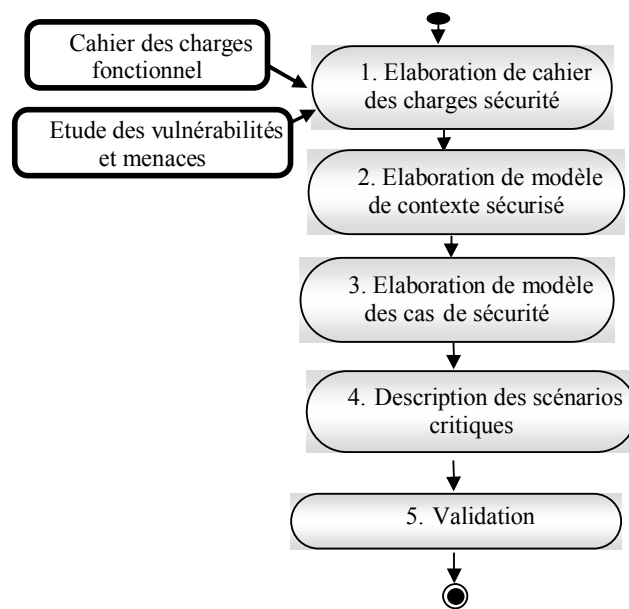 Cahier des charges
fonctionnel
Etude des vulnérabilités
et menaces
1. Elaboration de cahier
des charges sécurité
2. Elaboration de modèle
de contexte sécurisé
3. Elaboration de modèle
des cas de sécurité
4. Description des scénarios
critiques
5. Validation